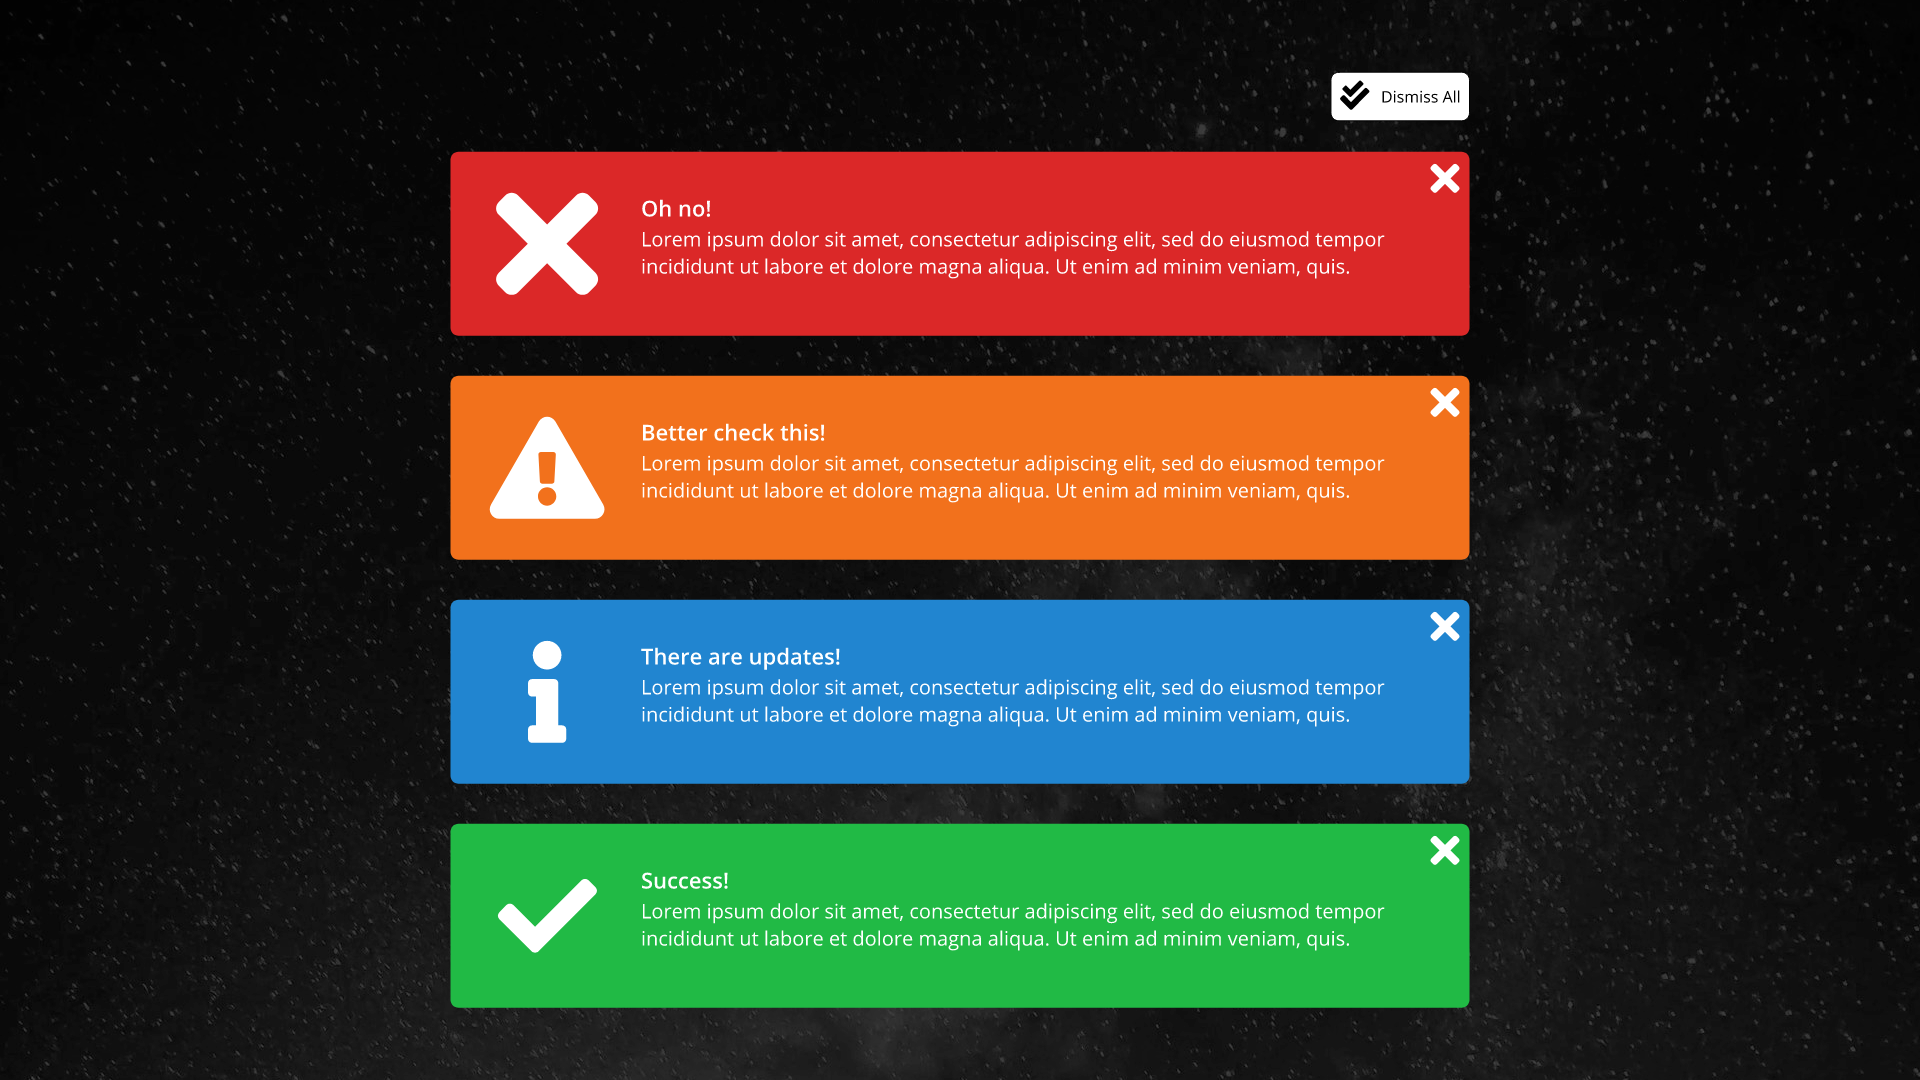 Dismiss All
Oh no!
Lorem ipsum dolor sit amet, consectetur adipiscing elit, sed do eiusmod tempor
incididunt ut labore et dolore magna aliqua. Ut enim ad minim veniam, quis.
Better check this!
Lorem ipsum dolor sit amet, consectetur adipiscing elit, sed do eiusmod tempor
incididunt ut labore et dolore magna aliqua. Ut enim ad minim veniam, quis.
There are updates!
Lorem ipsum dolor sit amet, consectetur adipiscing elit, sed do eiusmod tempor
incididunt ut labore et dolore magna aliqua. Ut enim ad minim veniam, quis.
Success!
Lorem ipsum dolor sit amet, consectetur adipiscing elit, sed do eiusmod tempor
incididunt ut labore et dolore magna aliqua. Ut enim ad minim veniam, quis.